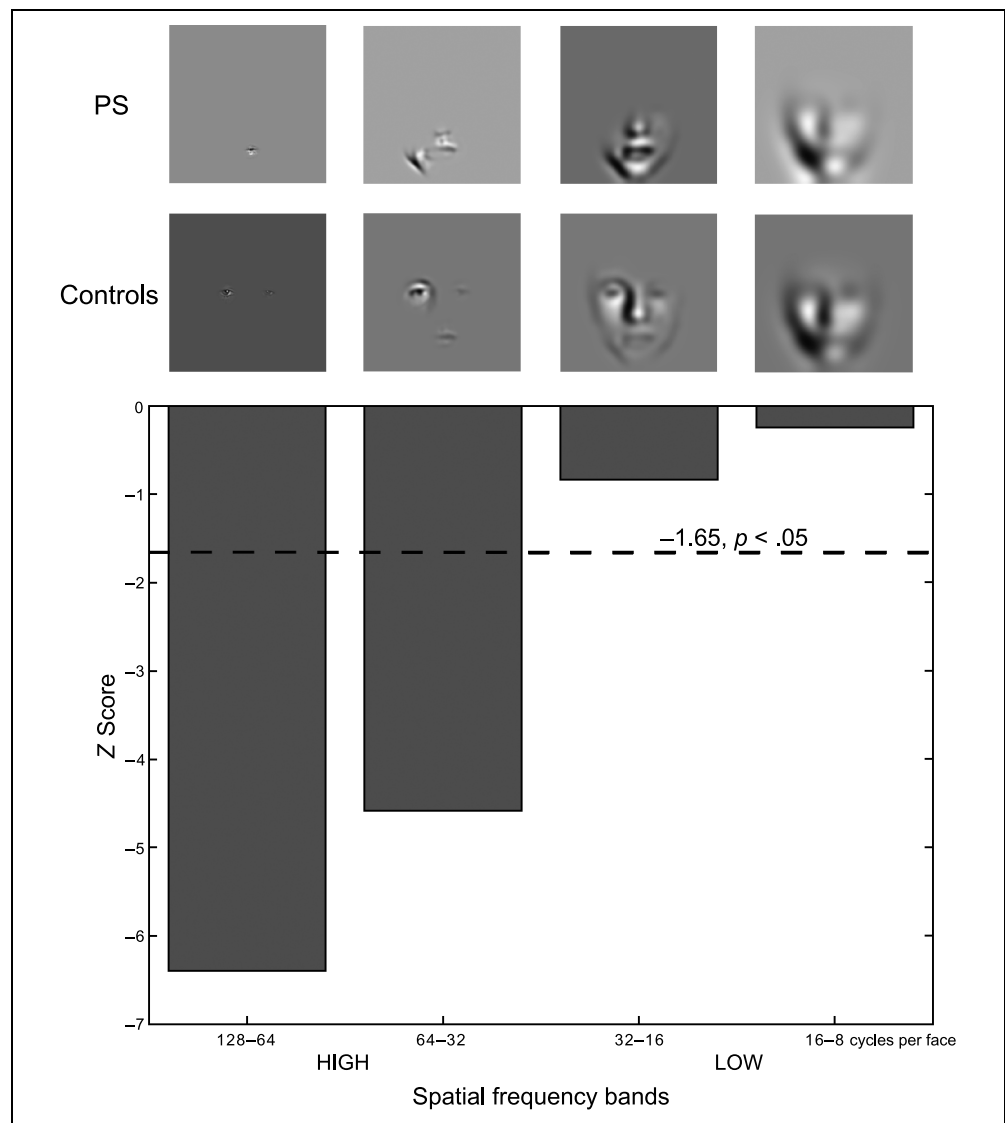 PS
Controls
0
–1
–1.65, p < .05
–2
–3
–4
–5
–6
–7
Z Score
128–64
64–32
32–16
16–8 cycles per face
HIGH
LOW
Spatial frequency bands